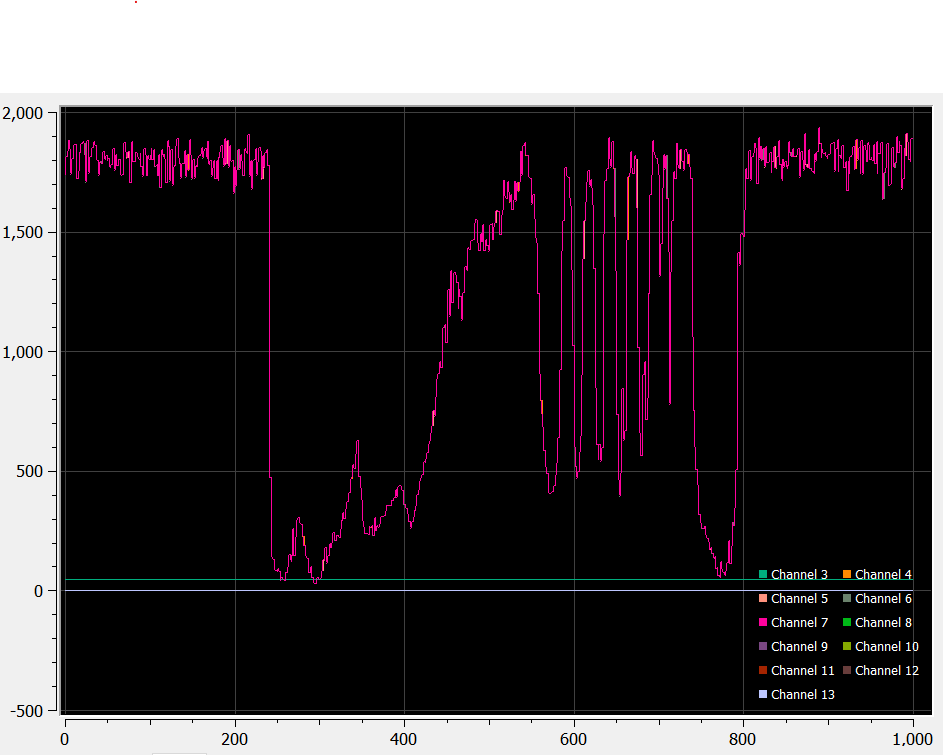 2,000
1,500
1,000
500
0
-500
Channel 3 Channel 4
Channel 5 Channel 6
Channel 7 Channel 8
Channel 9 Channel 10
Channel 11 Channel 12
Channel 13
0 200 400 600 800 1,000